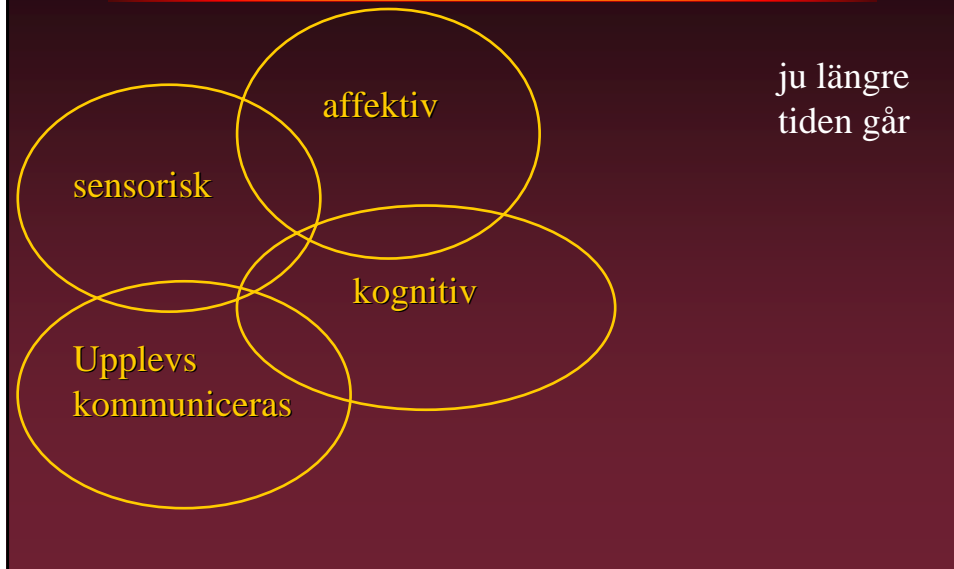 affektiv
ju längre
tiden går
sensorisk
kognitiv
Upplevs
kommuniceras